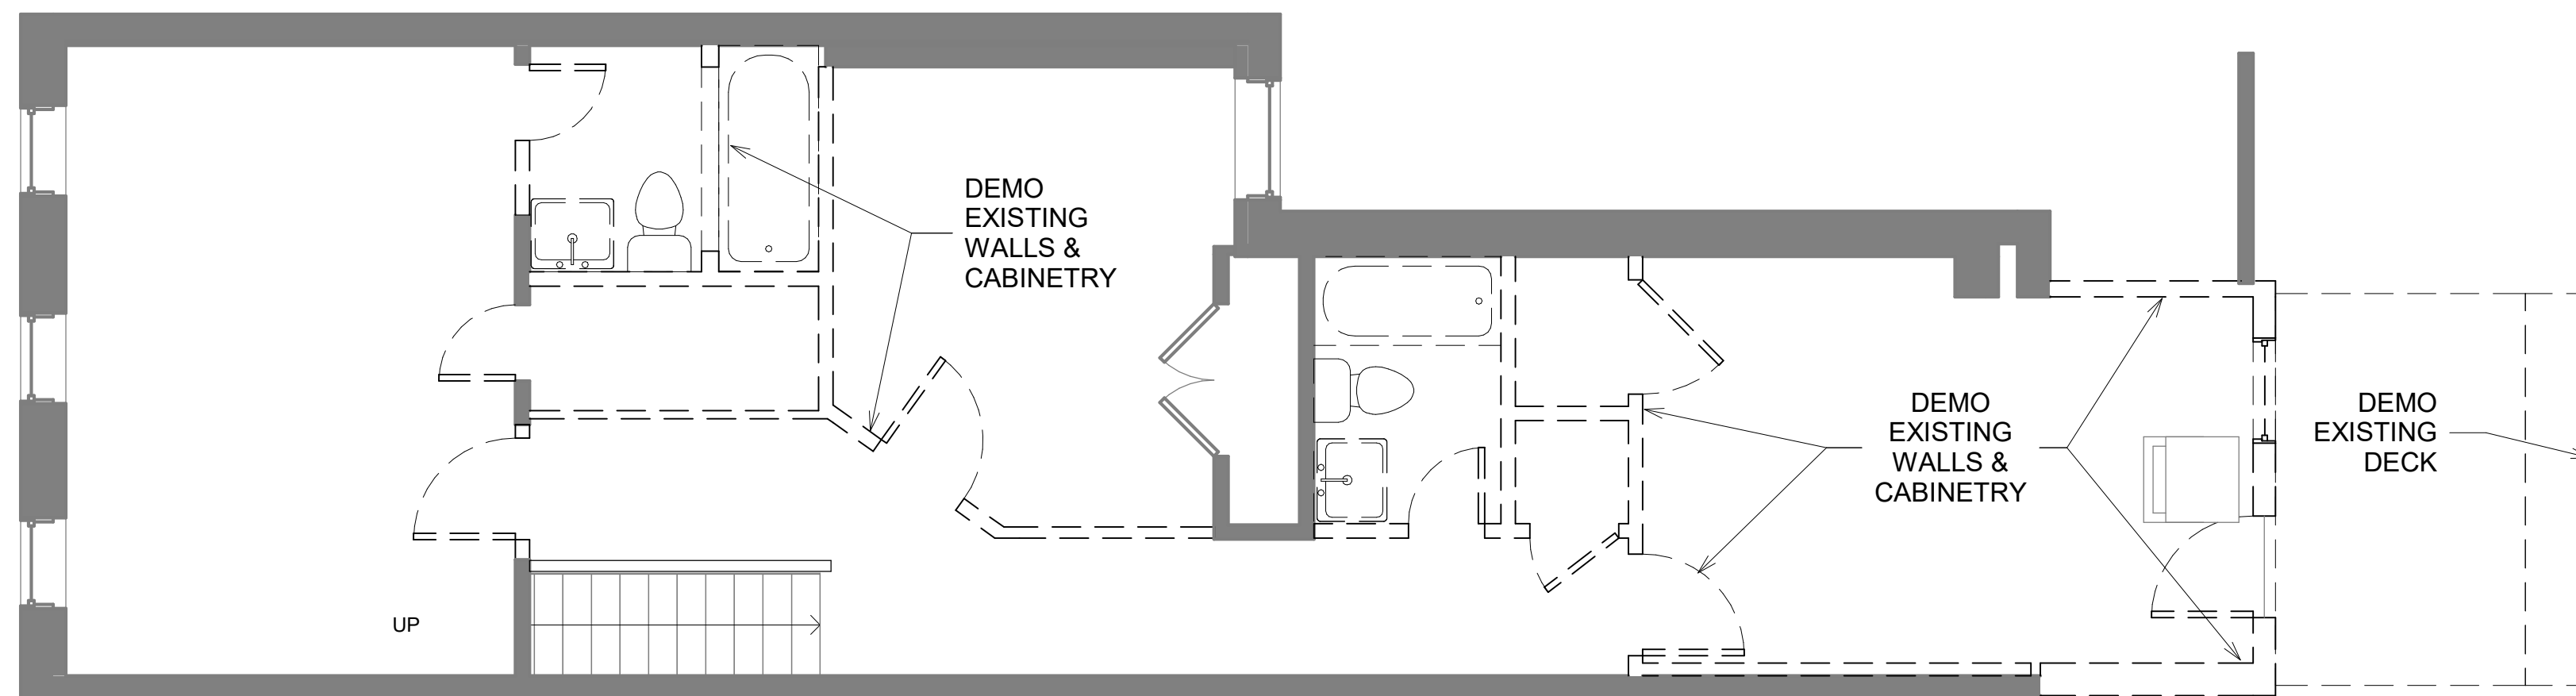 DEMO
EXISTING
WALLS &
CABINETRY
DEMO
EXISTING
WALLS &
CABINETRY
DEMO
EXISTING
DECK
UP